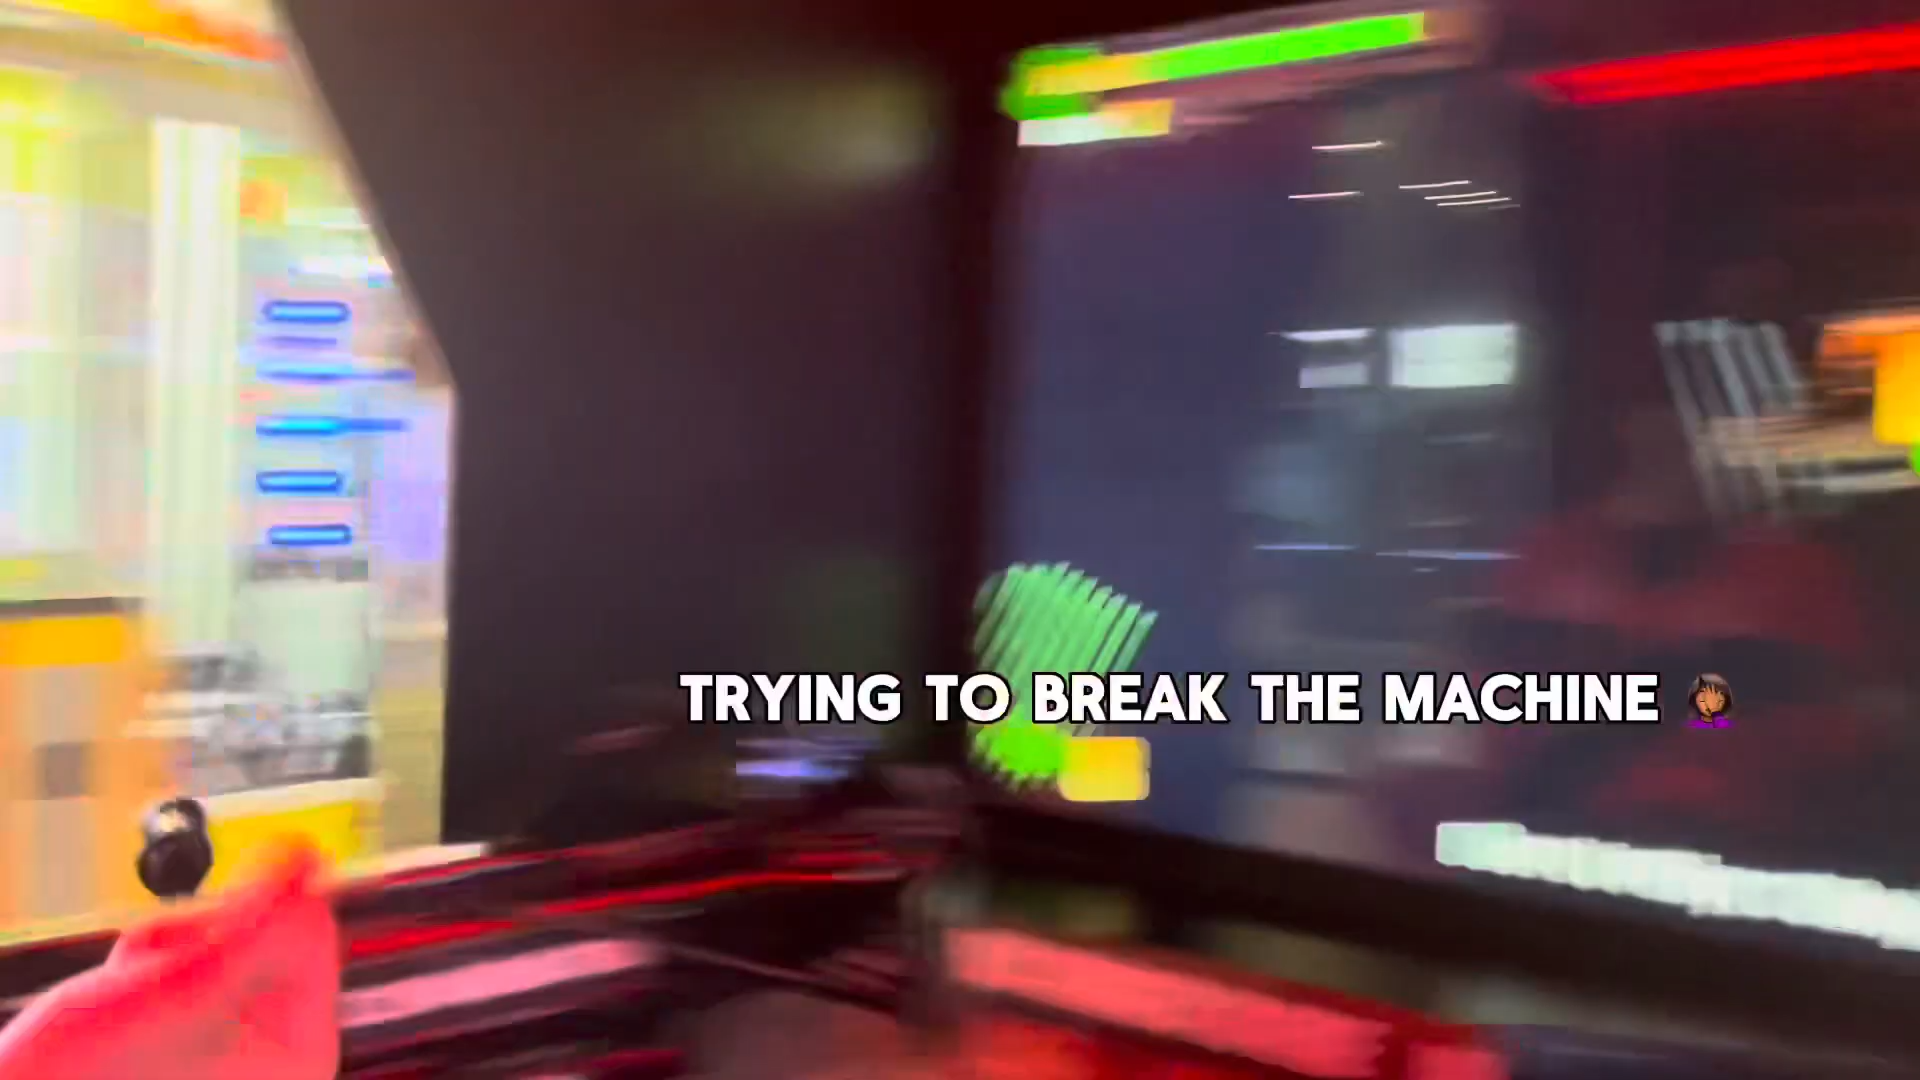 TRYING TO BREAK THE MACHINE 🤦🏾‍♀️